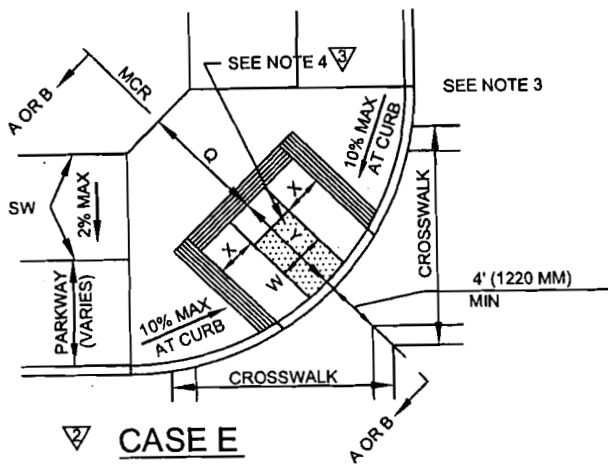 A OR B
MCR
SEE NOTE 4 3
SEE NOTE 3
Q
10% MAX
AT CURB
X
SW
2% MAX
X
Y
W
CROSSWALK
4' (1220 MM)
MIN
PARKWAY
(VARIES)
10% MAX
AT CURB
CROSSWALK
2 CASE E
A OR B